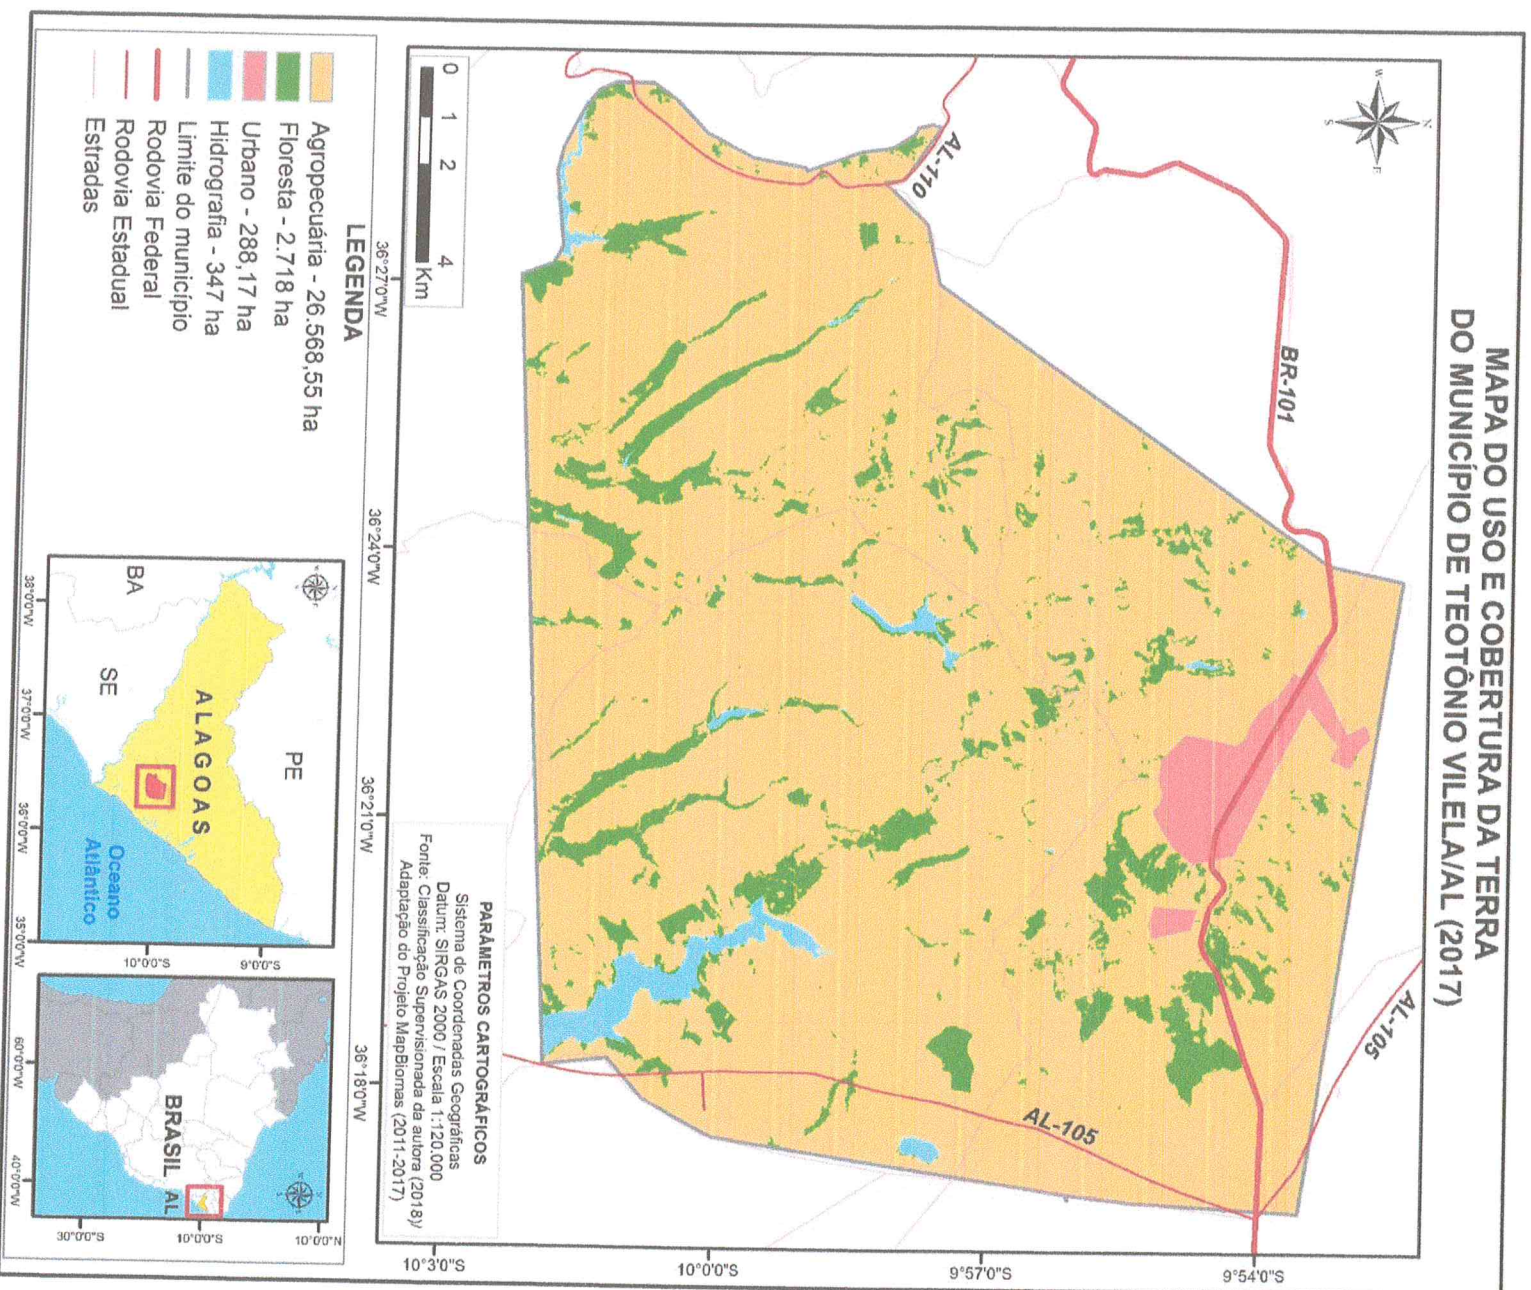 MAPA DO USO E COBERTURA DA TERRA
DO MUNICÍPIO DE TEOTÔNIO VILELA/AL (2017)
N
W
E
S
BR-101
AL-105
AL-110
AL-105
9°54'0"S
9°57'0"S
10°0'0"S
10°3'0"S
0 1 2 4
Km
36°27'0"W
36°24'0"W
36°21'0"W
36°18'0"W
PARÂMETROS CARTOGRÁFICOS
Sistema de Coordenadas Geográficas
Datum: SIRGAS 2000 / Escala 1:120.000
Fonte: Classificação Supervisionada da autora (2018)/
Adaptação do Projeto MapBiomas (2011-2017)
LEGENDA
Agropecuária - 26.568,55 ha
Floresta - 2.718 ha
Urbano - 288,17 ha
Hidrografia - 347 ha
Limite do município
Rodovia Federal
Rodovia Estadual
Estradas
PE
ALAGOAS
BA
SE
Oceano
Atlântico
9°0'0"S
10°0'0"S
38°0'0"W
37°0'0"W
36°0'0"W
35°0'0"W
BRASIL
AL
10°0'0"N
10°0'0"S
30°0'0"S
60°0'0"W
40°0'0"W